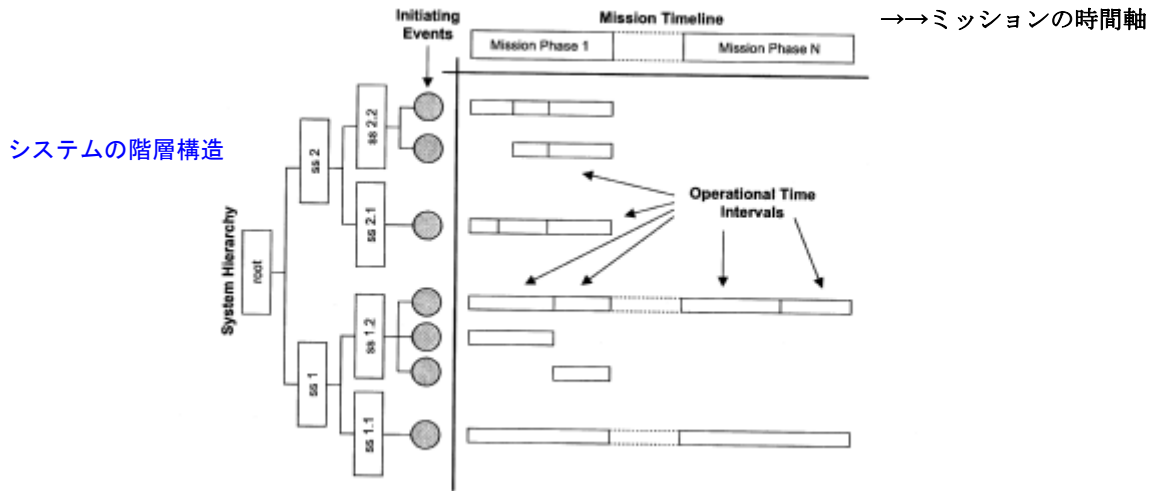 Initiating
Events
Mission Timeline
→→ミッションの時間軸
Mission Phase 1
Mission Phase N
システムの階層構造
System Hierarchy
root
ss 2
ss 2.2
ss 2.1
ss 1
ss 1.2
ss 1.1
Operational Time
Intervals